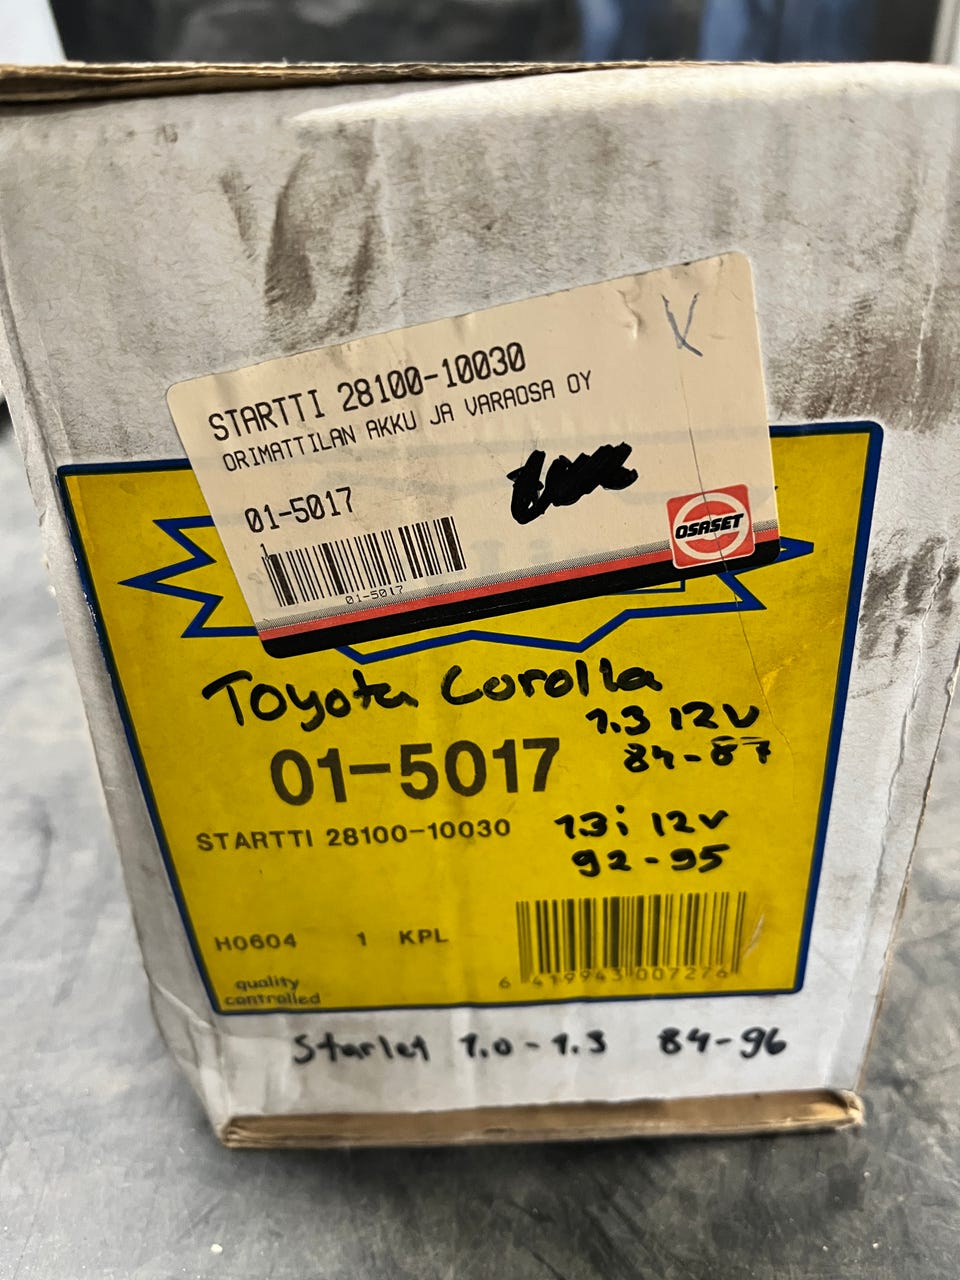 STARTTI 28100-10030
ORIMATTILAN AKKU JA VARAOSA OY
01-5017
OSASET
01-5017
Toyota Corolla
1.3 12V
84-87
01-5017
STARTTI 28100-10030
1.3i 12V
92-95
H0604 1 KPL
6 419943 007276
quality
controlled
Starlet 1.0-1.3 84-96